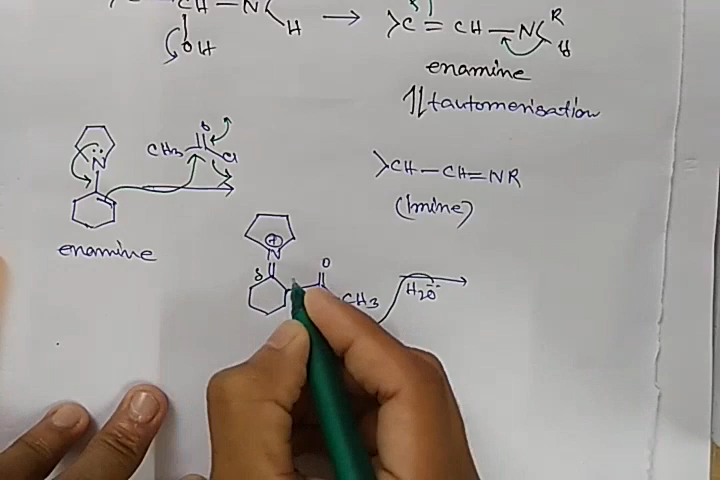 CH – N
H
OH
>C = CH – N
R
H
enamine
tautomerisation
>CH – CH = NR
(Imine)
N
CH3
O
Cl
enamine
+
N
δ
O
CH3
H2O